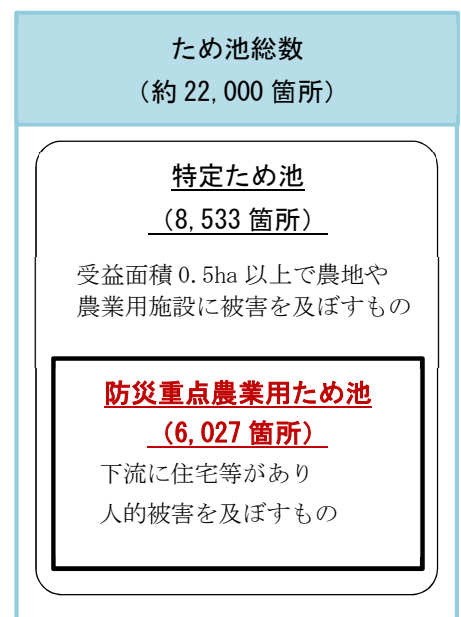 ため池総数
（約 22,000 箇所）
特定ため池
（8,533 箇所）
受益面積 0.5ha 以上で農地や
農業用施設に被害を及ぼすもの
防災重点農業用ため池
（6,027 箇所）
下流に住宅等があり
人的被害を及ぼすもの